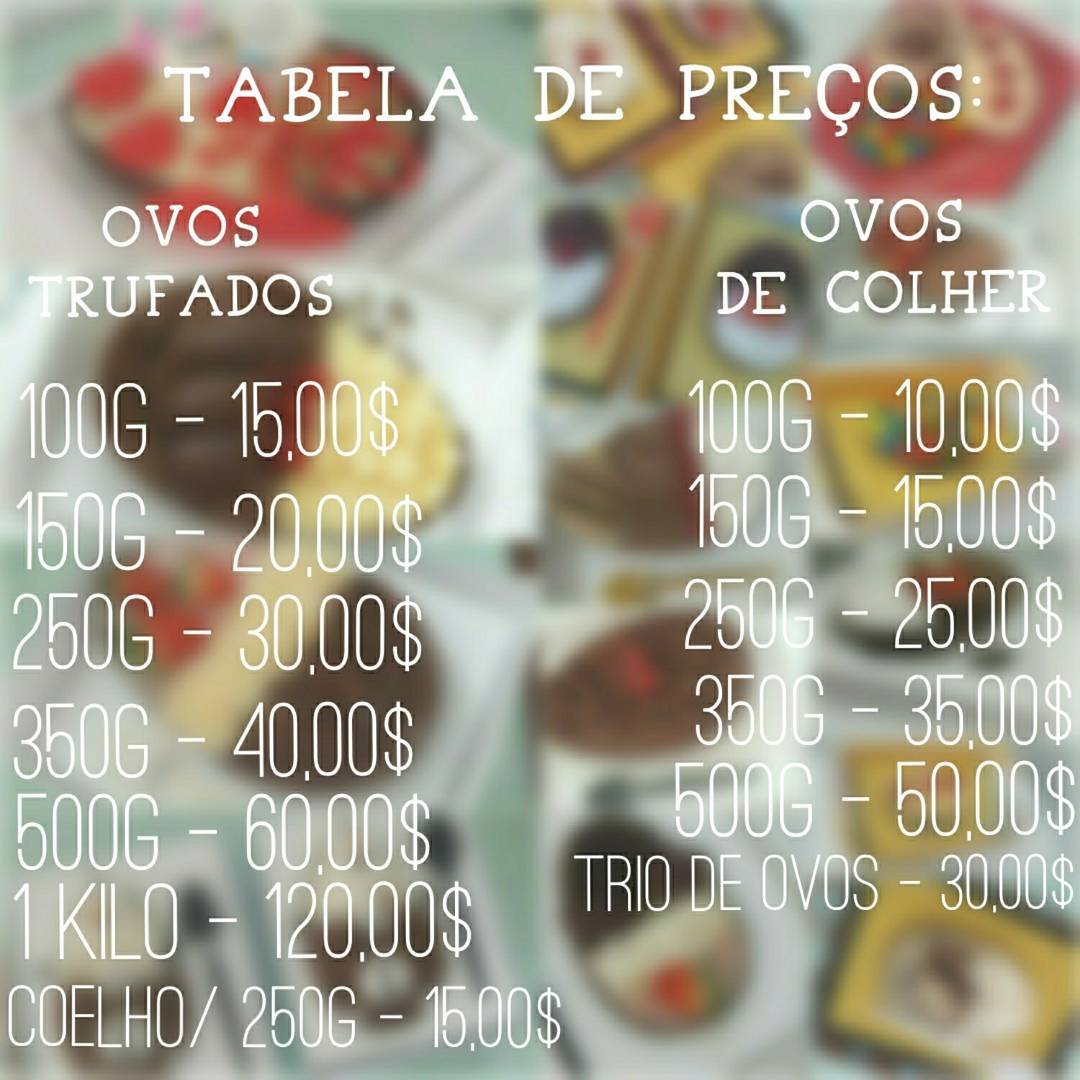 TABELA DE PREÇOS:
OVOS
TRUFADOS
100G - 15,00$
150G - 20,00$
250G - 30,00$
350G - 40,00$
500G - 60,00$
1 KILO - 120,00$
COELHO/ 250G - 15,00$
OVOS
DE COLHER
100G - 10,00$
150G - 15,00$
250G - 25,00$
350G - 35,00$
500G - 50,00$
TRIO DE OVOS - 30,00$